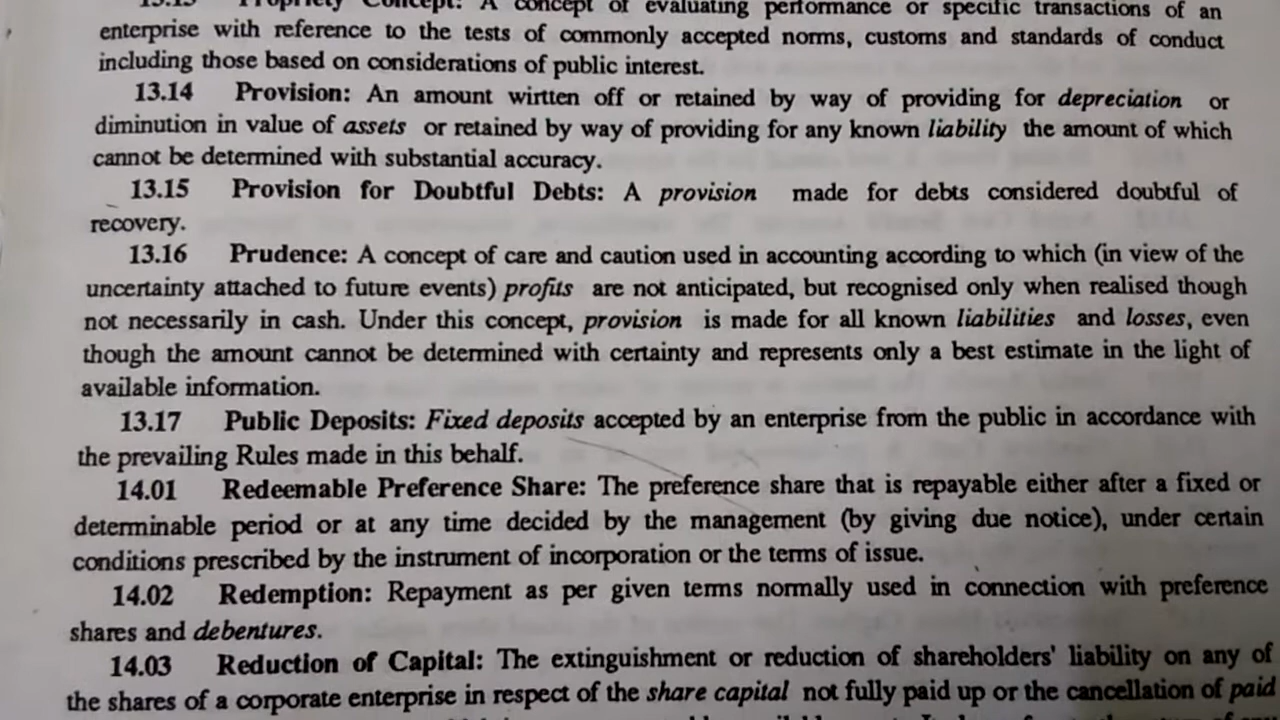 13.13 Propriety Concept: A concept of evaluating performance or specific transactions of an
enterprise with reference to the tests of commonly accepted norms, customs and standards of conduct
including those based on considerations of public interest.
13.14 Provision: An amount wirtten off or retained by way of providing for depreciation or
diminution in value of assets or retained by way of providing for any known liability the amount of which
cannot be determined with substantial accuracy.
13.15 Provision for Doubtful Debts: A provision made for debts considered doubtful of
recovery.
13.16 Prudence: A concept of care and caution used in accounting according to which (in view of the
uncertainty attached to future events) profits are not anticipated, but recognised only when realised though
not necessarily in cash. Under this concept, provision is made for all known liabilities and losses, even
though the amount cannot be determined with certainty and represents only a best estimate in the light of
available information.
13.17 Public Deposits: Fixed deposits accepted by an enterprise from the public in accordance with
the prevailing Rules made in this behalf.
14.01 Redeemable Preference Share: The preference share that is repayable either after a fixed or
determinable period or at any time decided by the management (by giving due notice), under certain
conditions prescribed by the instrument of incorporation or the terms of issue.
14.02 Redemption: Repayment as per given terms normally used in connection with preference
shares and debentures.
14.03 Reduction of Capital: The extinguishment or reduction of shareholders' liability on any of
the shares of a corporate enterprise in respect of the share capital not fully paid up or the cancellation of paid